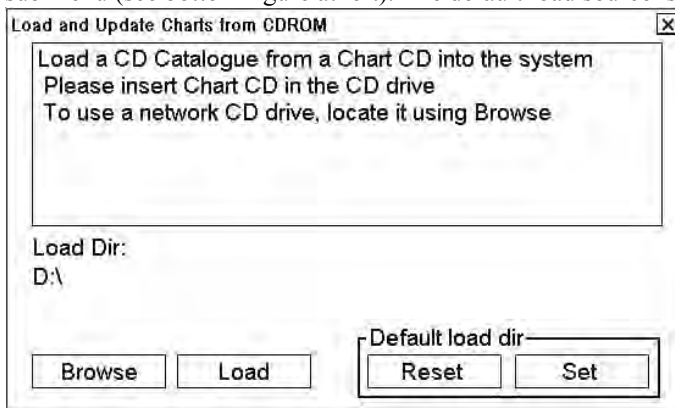 Load and Update Charts from CDROM
Load a CD Catalogue from a Chart CD into the system
Please insert Chart CD in the CD drive
To use a network CD drive, locate it using Browse
Load Dir:
D:\
Default load dir
Browse Load Reset Set